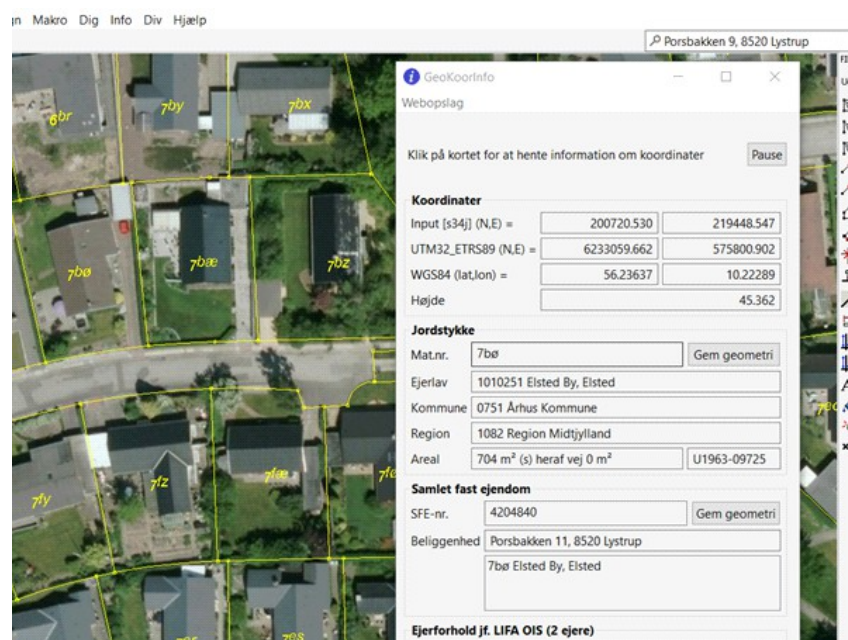 Makro Dig Info Div Hjælp
Porsbakken 9, 8520 Lystrup
GeoKoorInfo
Webopslag
Klik på kortet for at hente information om koordinater Pause
Koordinater
Input [s34j] (N,E) = 200720.530 219448.547
UTM32_ETRS89 (N,E) = 6233059.662 575800.902
WGS84 (lat,lon) = 56.23637 10.22289
Højde 45.362
Jordstykke
Mat.nr. 7bø Gem geometri
Ejerlav 1010251 Elsted By, Elsted
Kommune 0751 Århus Kommune
Region 1082 Region Midtjylland
Areal 704 m² (s) heraf vej 0 m² U1963-09725
Samlet fast ejendom
SFE-nr. 4204840 Gem geometri
Beliggenhed Porsbakken 11, 8520 Lystrup
7bø Elsted By, Elsted
Ejerforhold jf. LIFA OIS (2 ejere)
6br 7by 7bx
7bø 7bæ 7bz
7fy 7fz 7fæ
7es